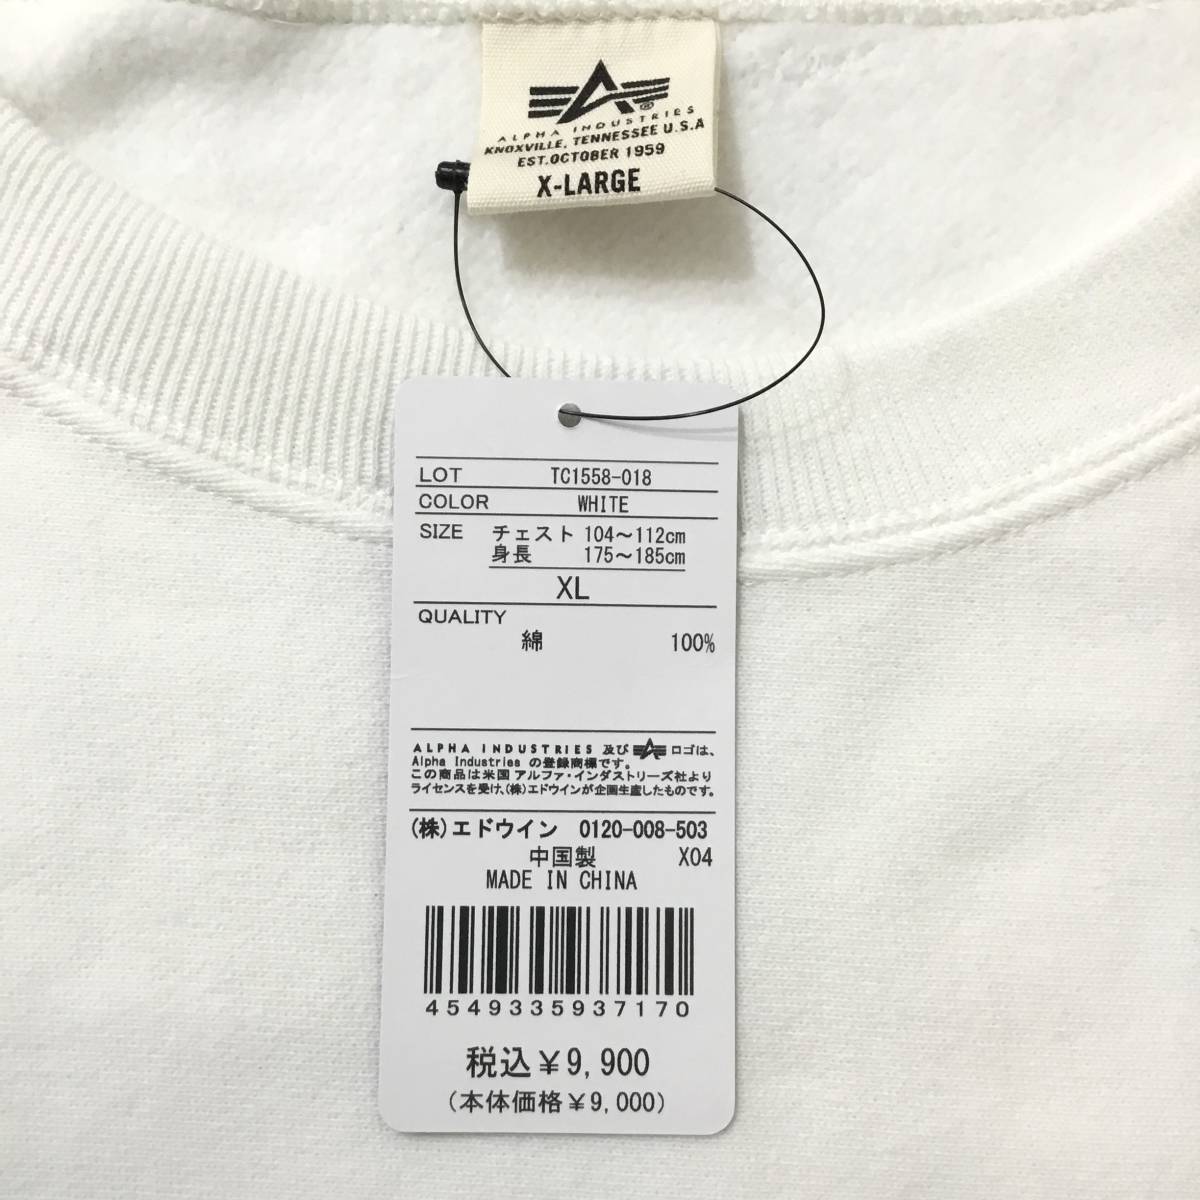 ALPHA INDUSTRIES
KNOXVILLE, TENNESSEE U.S.A
EST.OCTOBER 1959
X-LARGE
LOT TC1558-018
COLOR WHITE
SIZE チェスト 104～112cm
身長 175～185cm
XL
QUALITY
綿 100%
ALPHA INDUSTRIES 及び ロゴは、
Alpha Industries の登録商標です。
この商品は米国 アルファ・インダストリーズ社より
ライセンスを受け、(株)エドウインが企画生産したものです。
(株)エドウイン 0120-008-503
中国製 X04
MADE IN CHINA
4549335937170
税込￥9,900
(本体価格￥9,000)